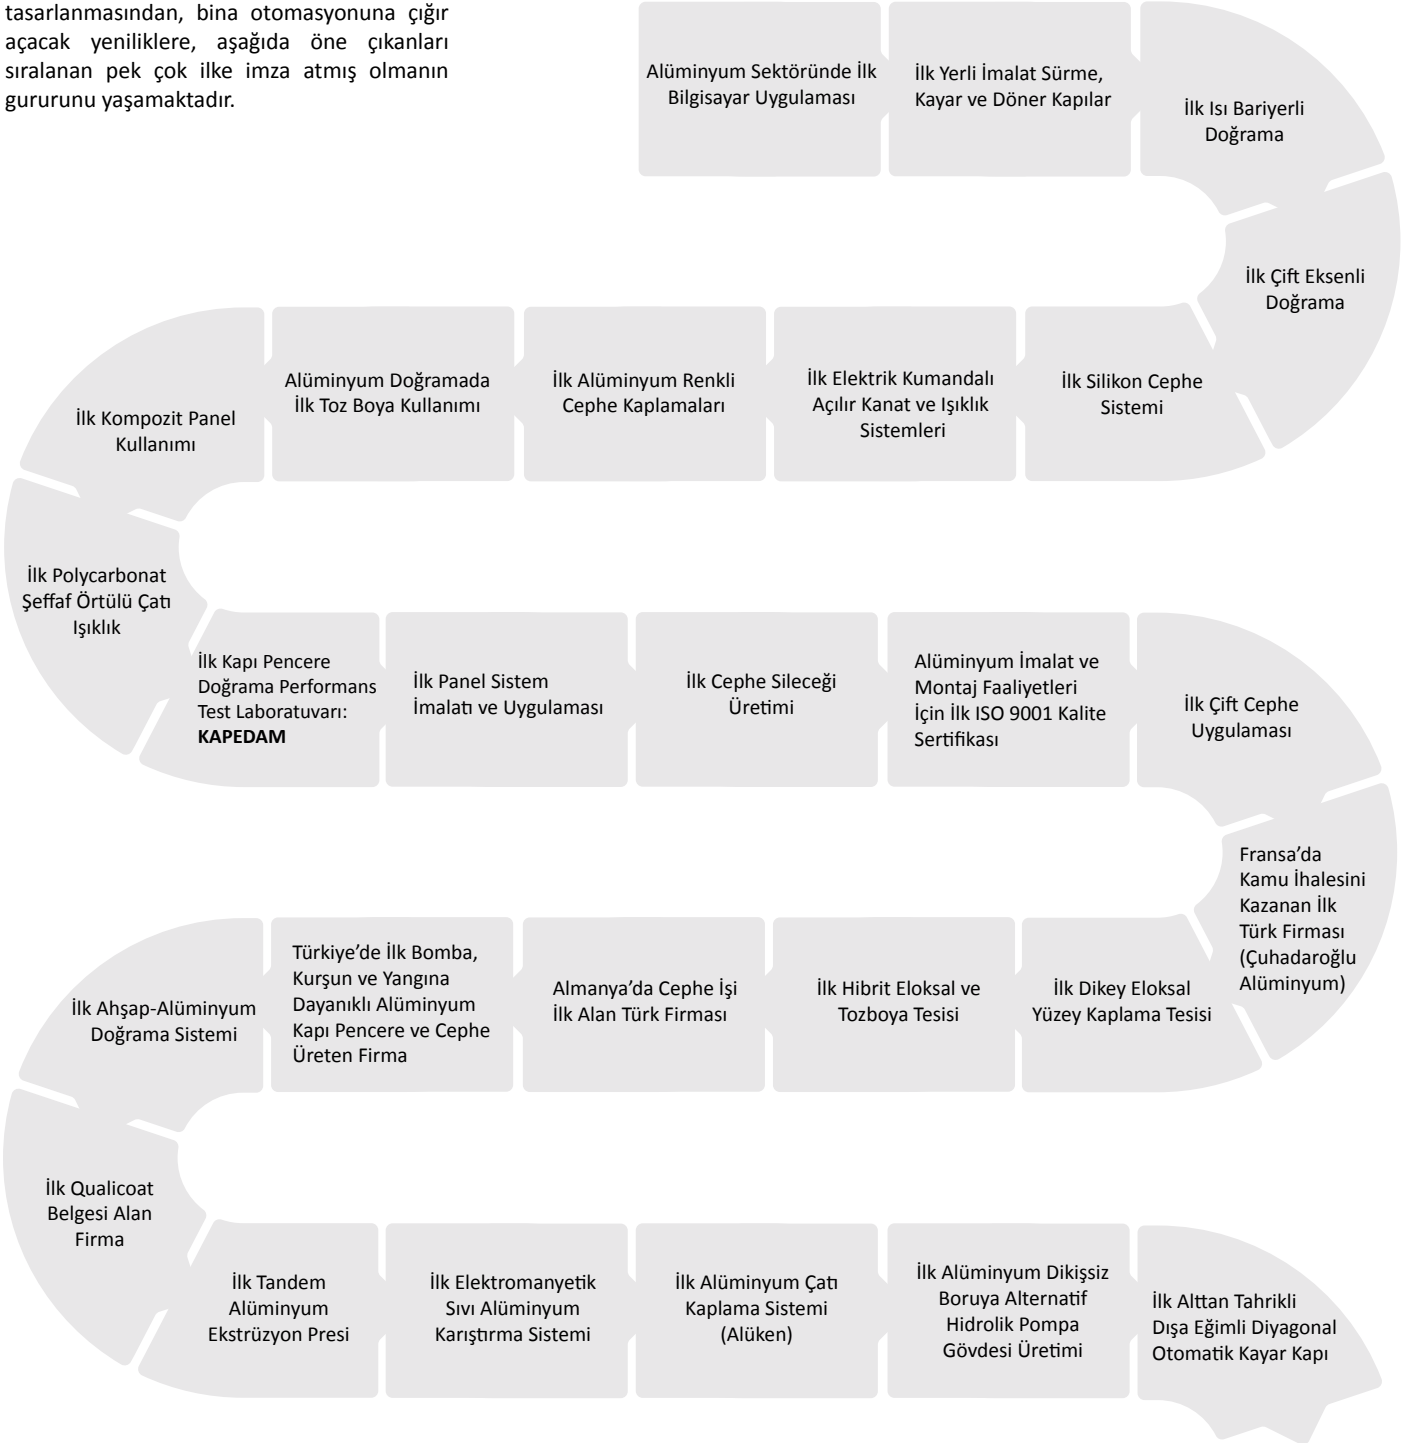 tasarlanmasından, bina otomasyonuna çığır
açacak yeniliklere, aşağıda öne çıkanları
sıralanan pek çok ilke imza atmış olmanın
gururunu yaşamaktadır.
Alüminyum Sektöründe İlk
Bilgisayar Uygulaması
İlk Yerli İmalat Sürme,
Kayar ve Döner Kapılar
İlk Isı Bariyerli
Doğrama
İlk Çift Eksenli
Doğrama
İlk Silikon Cephe
Sistemi
İlk Elektrik Kumandalı
Açılır Kanat ve Işıklık
Sistemleri
İlk Alüminyum Renkli
Cephe Kaplamaları
Alüminyum Doğramada
İlk Toz Boya Kullanımı
İlk Kompozit Panel
Kullanımı
İlk Polycarbonat
Şeffaf Örtülü Çatı
Işıklık
İlk Kapı Pencere
Doğrama Performans
Test Laboratuvarı:
KAPEDAM
İlk Panel Sistem
İmalatı ve Uygulaması
İlk Cephe Sileceği
Üretimi
Alüminyum İmalat ve
Montaj Faaliyetleri
İçin İlk ISO 9001 Kalite
Sertifikası
İlk Çift Cephe
Uygulaması
Fransa’da
Kamu İhalesini
Kazanan İlk
Türk Firması
(Çuhadaroğlu
Alüminyum)
İlk Dikey Eloksal
Yüzey Kaplama Tesisi
İlk Hibrit Eloksal ve
Tozboya Tesisi
Almanya’da Cephe İşi
İlk Alan Türk Firması
Türkiye’de İlk Bomba,
Kurşun ve Yangına
Dayanıklı Alüminyum
Kapı Pencere ve Cephe
Üreten Firma
İlk Ahşap-Alüminyum
Doğrama Sistemi
İlk Qualicoat
Belgesi Alan
Firma
İlk Tandem
Alüminyum
Ekstrüzyon Presi
İlk Elektromanyetik
Sıvı Alüminyum
Karıştırma Sistemi
İlk Alüminyum Çatı
Kaplama Sistemi
(Alüken)
İlk Alüminyum Dikişsiz
Boruya Alternatif
Hidrolik Pompa
Gövdesi Üretimi
İlk Alttan Tahrikli
Dışa Eğimli Diyagonal
Otomatik Kayar Kapı